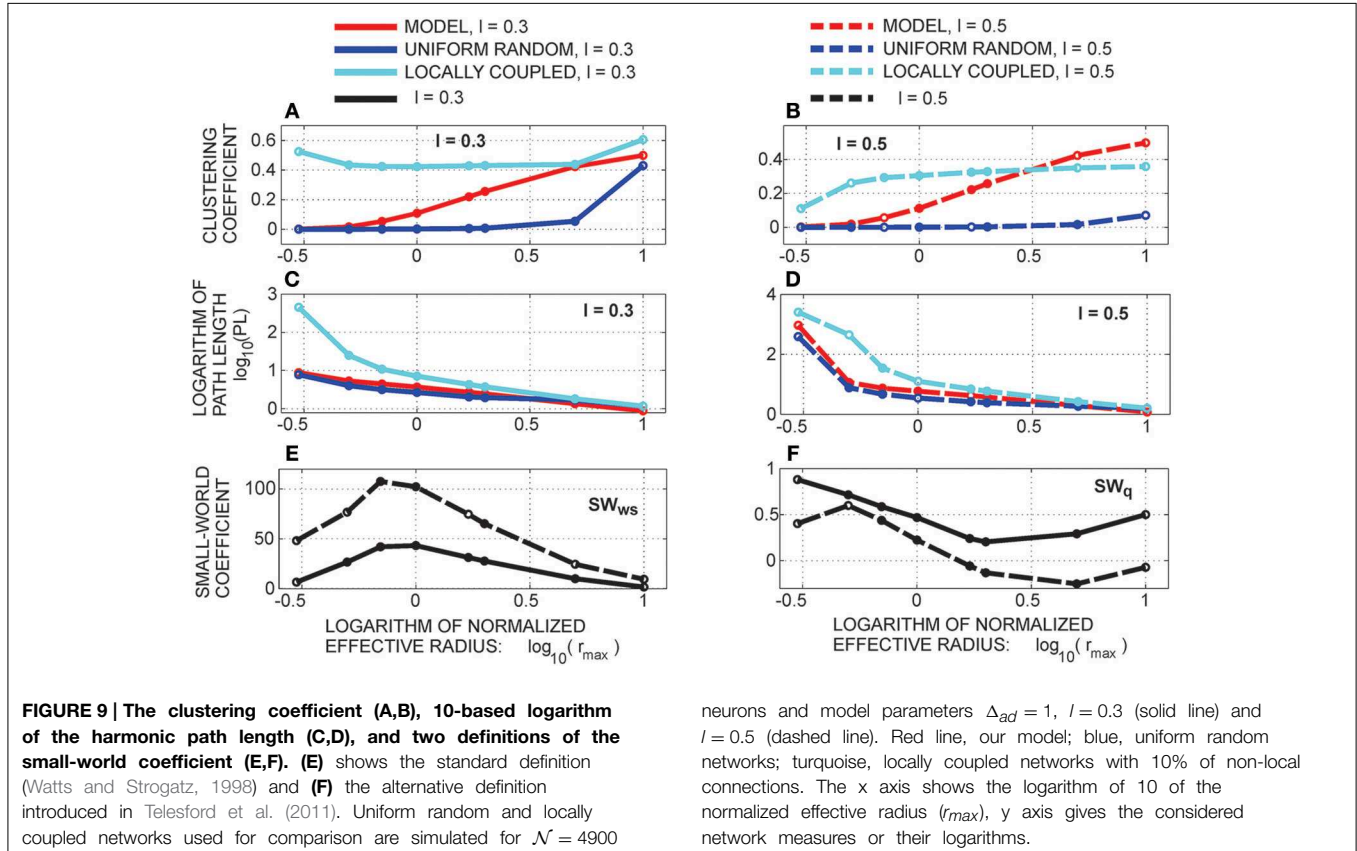 MODEL, l = 0.3
UNIFORM RANDOM, l = 0.3
LOCALLY COUPLED, l = 0.3
l = 0.3
MODEL, l = 0.5
UNIFORM RANDOM, l = 0.5
LOCALLY COUPLED, l = 0.5
l = 0.5
A
l = 0.3
CLUSTERING
COEFFICIENT
0.6
0.4
0.2
0
-0.5 0 0.5 1
B
l = 0.5
0.4
0.2
0
-0.5 0 0.5 1
C
l = 0.3
LOGARITHM OF
PATH LENGTH
log10(PL)
3
2
1
0
-0.5 0 0.5 1
D
l = 0.5
4
2
0
-0.5 0 0.5 1
E
SWws
SMALL-WORLD
COEFFICIENT
100
50
0
-0.5 0 0.5 1
LOGARITHM OF NORMALIZED
EFFECTIVE RADIUS: log10( rmax )
F
SWq
1
0.5
0
-0.5 0 0.5 1
LOGARITHM OF NORMALIZED
EFFECTIVE RADIUS: log10( rmax )
FIGURE 9 | The clustering coefficient (A,B), 10-based logarithm
of the harmonic path length (C,D), and two definitions of the
small-world coefficient (E,F). (E) shows the standard definition
(Watts and Strogatz, 1998) and (F) the alternative definition
introduced in Telesford et al. (2011). Uniform random and locally
coupled networks used for comparison are simulated for N = 4900
neurons and model parameters Δad = 1, l = 0.3 (solid line) and
l = 0.5 (dashed line). Red line, our model; blue, uniform random
networks; turquoise, locally coupled networks with 10% of non-local
connections. The x axis shows the logarithm of 10 of the
normalized effective radius (rmax), y axis gives the considered
network measures or their logarithms.